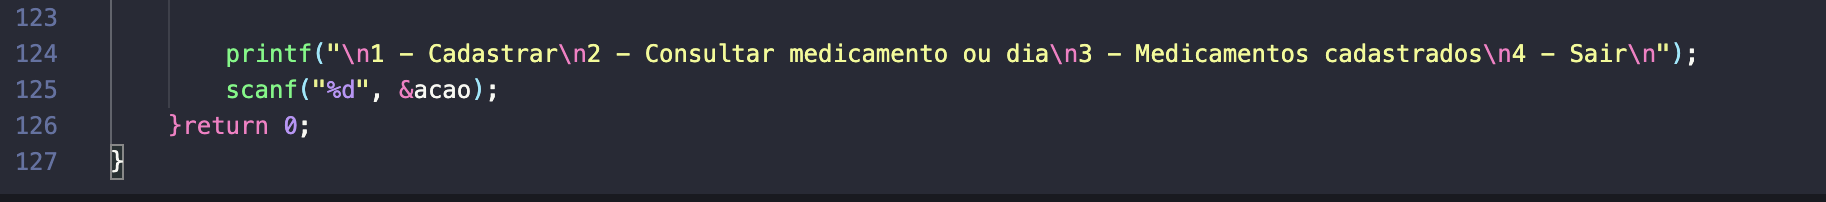 123
124 printf("\n1 - Cadastrar\n2 - Consultar medicamento ou dia\n3 - Medicamentos cadastrados\n4 - Sair\n");
125 scanf("%d", &acao);
126 }return 0;
127 }